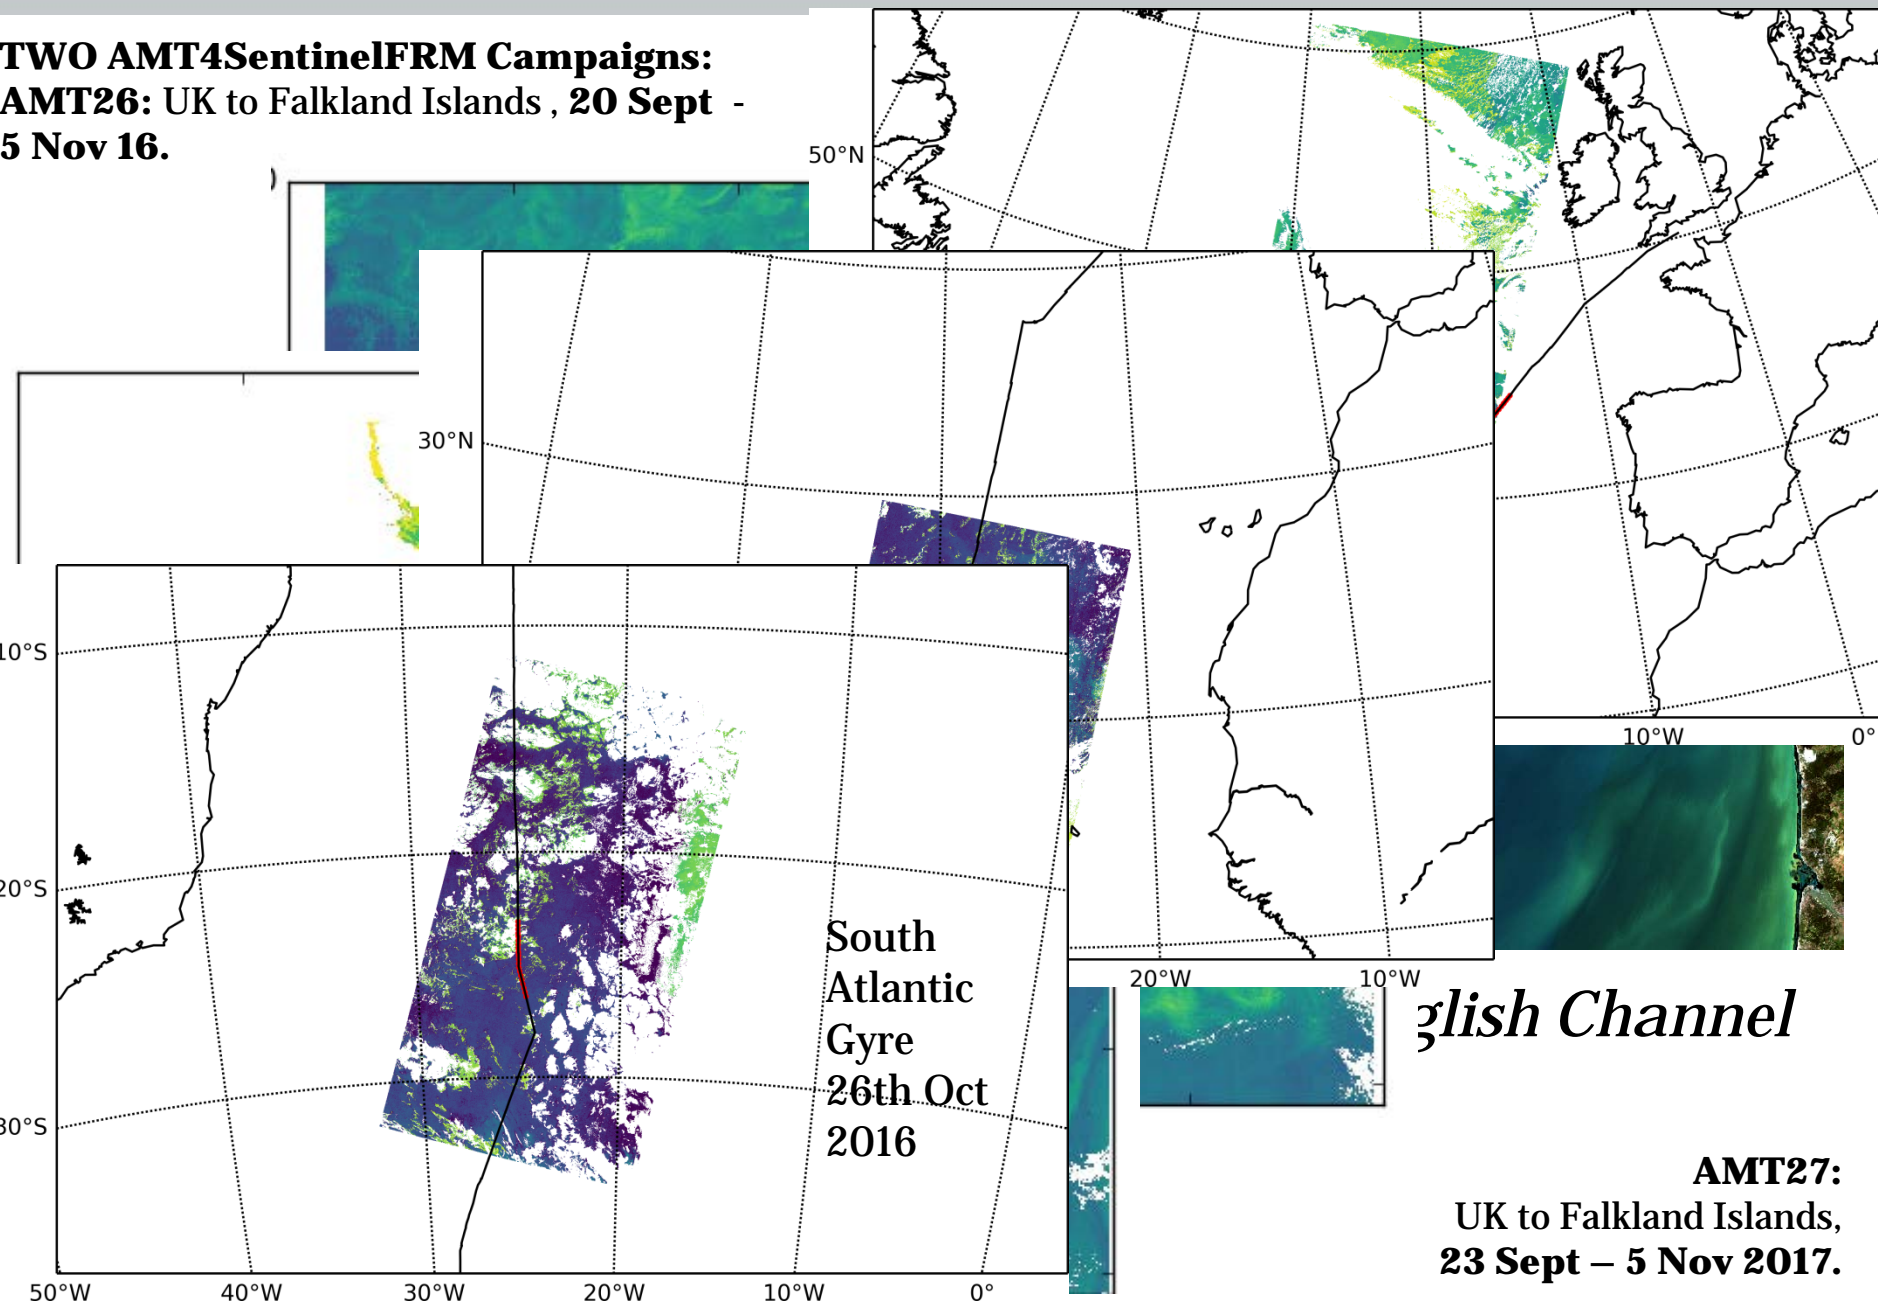 TWO AMT4SentinelFRM Campaigns:
AMT26: UK to Falkland Islands , 20 Sept -
5 Nov 16.
)
50°N
30°N
10°W 0°
20°W 10°W
glish Channel
10°S
20°S
30°S
South
Atlantic
Gyre
26th Oct
2016
50°W 40°W 30°W 20°W 10°W 0°
AMT27:
UK to Falkland Islands,
23 Sept – 5 Nov 2017.